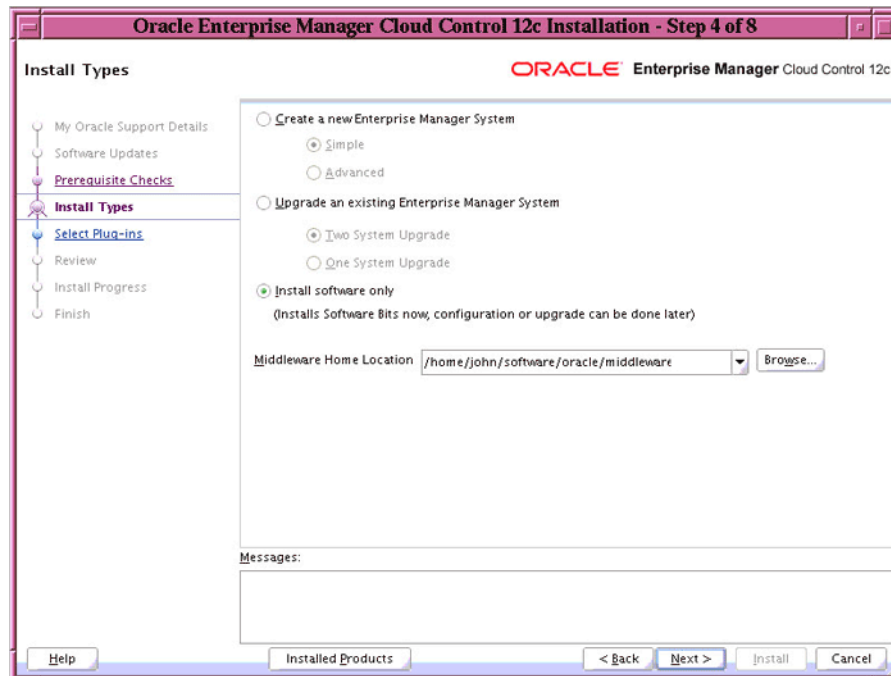 Oracle Enterprise Manager Cloud Control 12c Installation - Step 4 of 8
Install Types
ORACLE Enterprise Manager Cloud Control 12c
My Oracle Support Details
Software Updates
Prerequisite Checks
Install Types
Select Plug-ins
Review
Install Progress
Finish
Create a new Enterprise Manager System
Simple
Advanced
Upgrade an existing Enterprise Manager System
Two System Upgrade
One System Upgrade
Install software only
(Installs Software Bits now, configuration or upgrade can be done later)
Middleware Home Location /home/john/software/oracle/middleware Browse...
Messages:
Help Installed Products < Back Next > Install Cancel